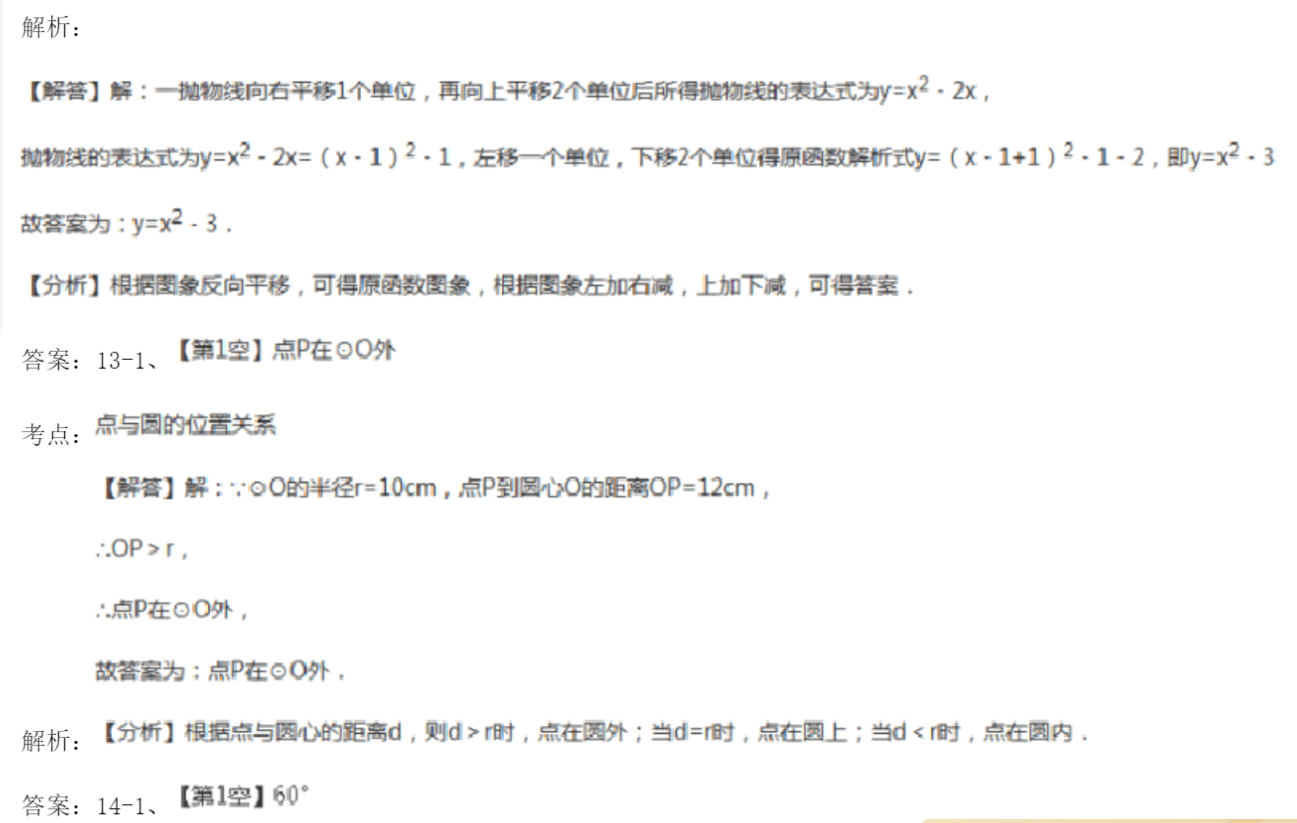 解析：
【解答】解：一抛物线向右平移1个单位，再向上平移2个单位后所得抛物线的表达式为y=x²﹣2x，
抛物线的表达式为y=x²﹣2x=（x﹣1）²﹣1，左移一个单位，下移2个单位得原函数解析式y=（x﹣1+1）²﹣1﹣2，即y=x²﹣3
故答案为：y=x²﹣3．
【分析】根据图象反向平移，可得原函数图象，根据图象左加右减，上加下减，可得答案．
答案：13-1、【第1空】点P在⊙O外
考点：点与圆的位置关系
【解答】解：∵⊙O的半径r=10cm，点P到圆心O的距离OP=12cm，
∴OP＞r，
∴点P在⊙O外，
故答案为：点P在⊙O外．
解析：【分析】根据点与圆心的距离d，则d＞r时，点在圆外；当d=r时，点在圆上；当d＜r时，点在圆内．
答案：14-1、【第1空】60°